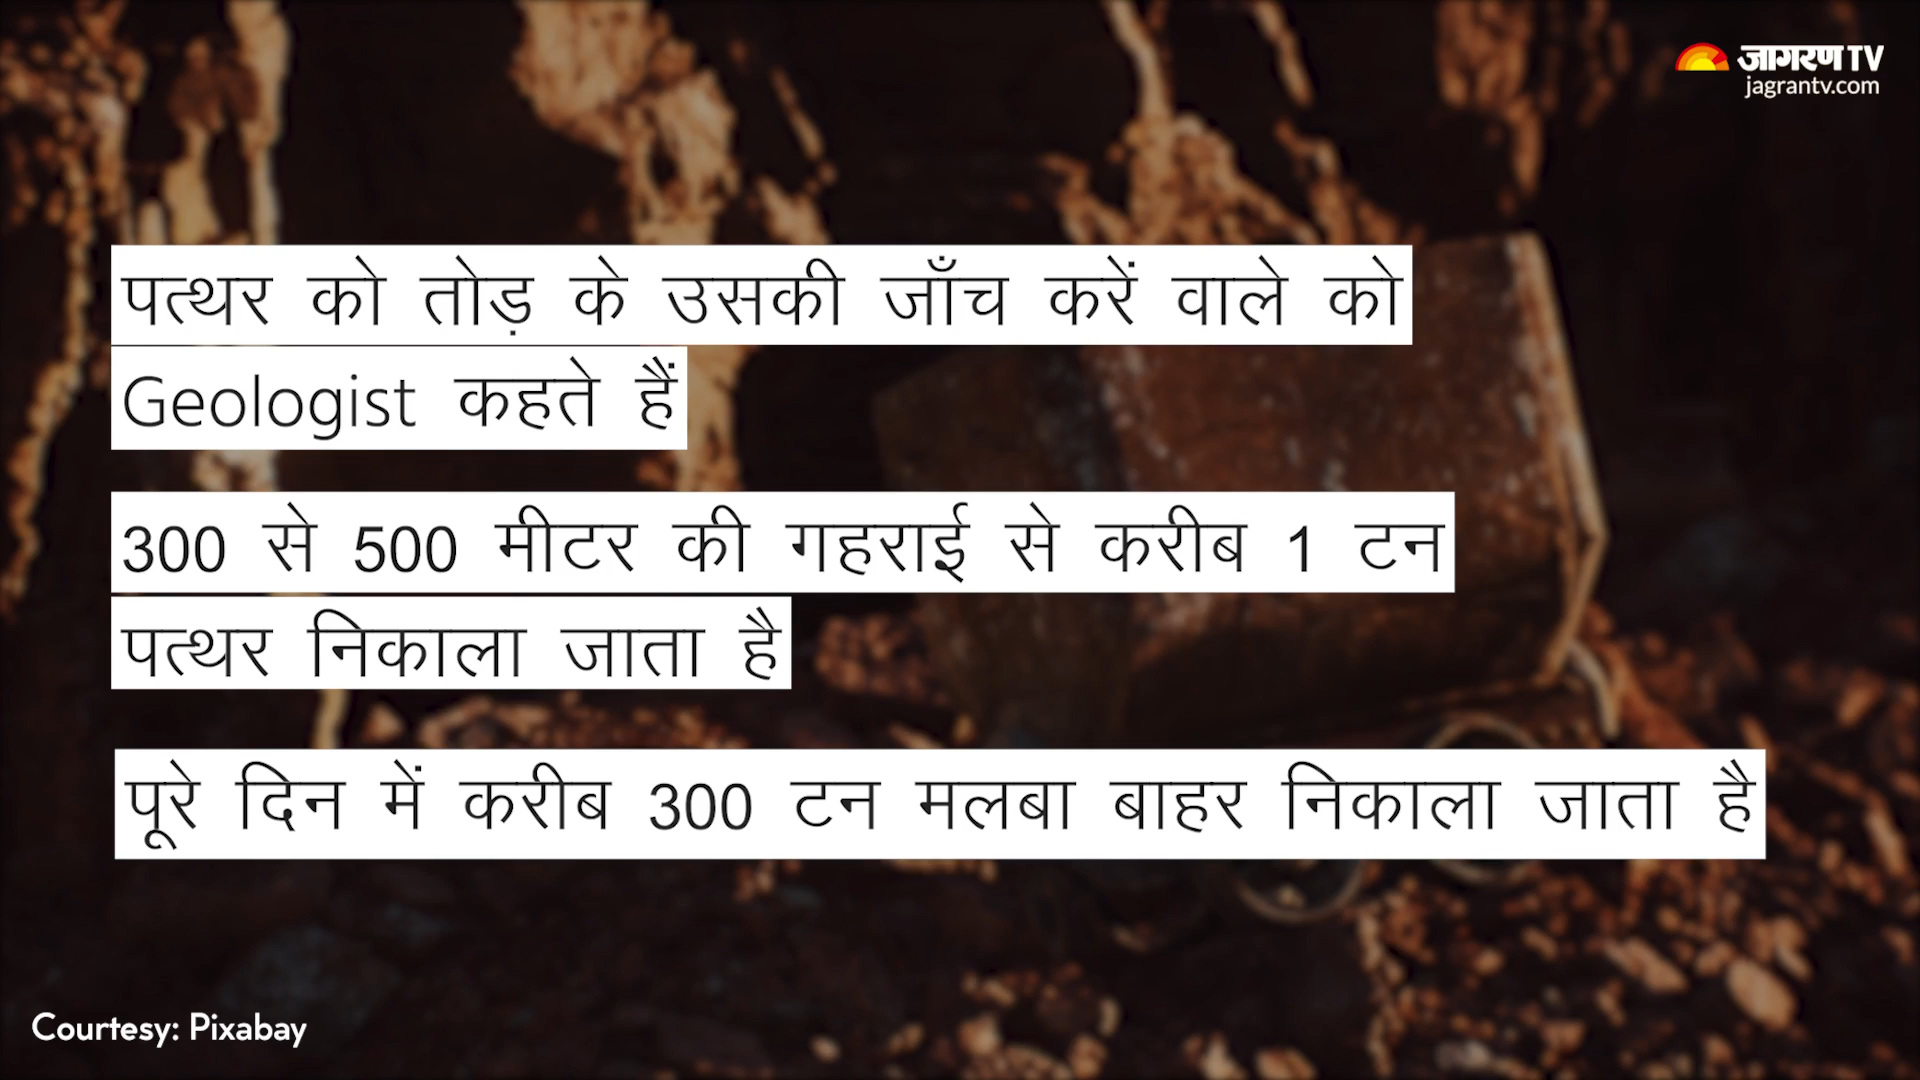 जागरण TV
jagrantv.com
पत्थर को तोड़ के उसकी जाँच करें वाले को
Geologist कहते हैं
300 से 500 मीटर की गहराई से करीब 1 टन
पत्थर निकाला जाता है
पूरे दिन में करीब 300 टन मलबा बाहर निकाला जाता है
Courtesy: Pixabay